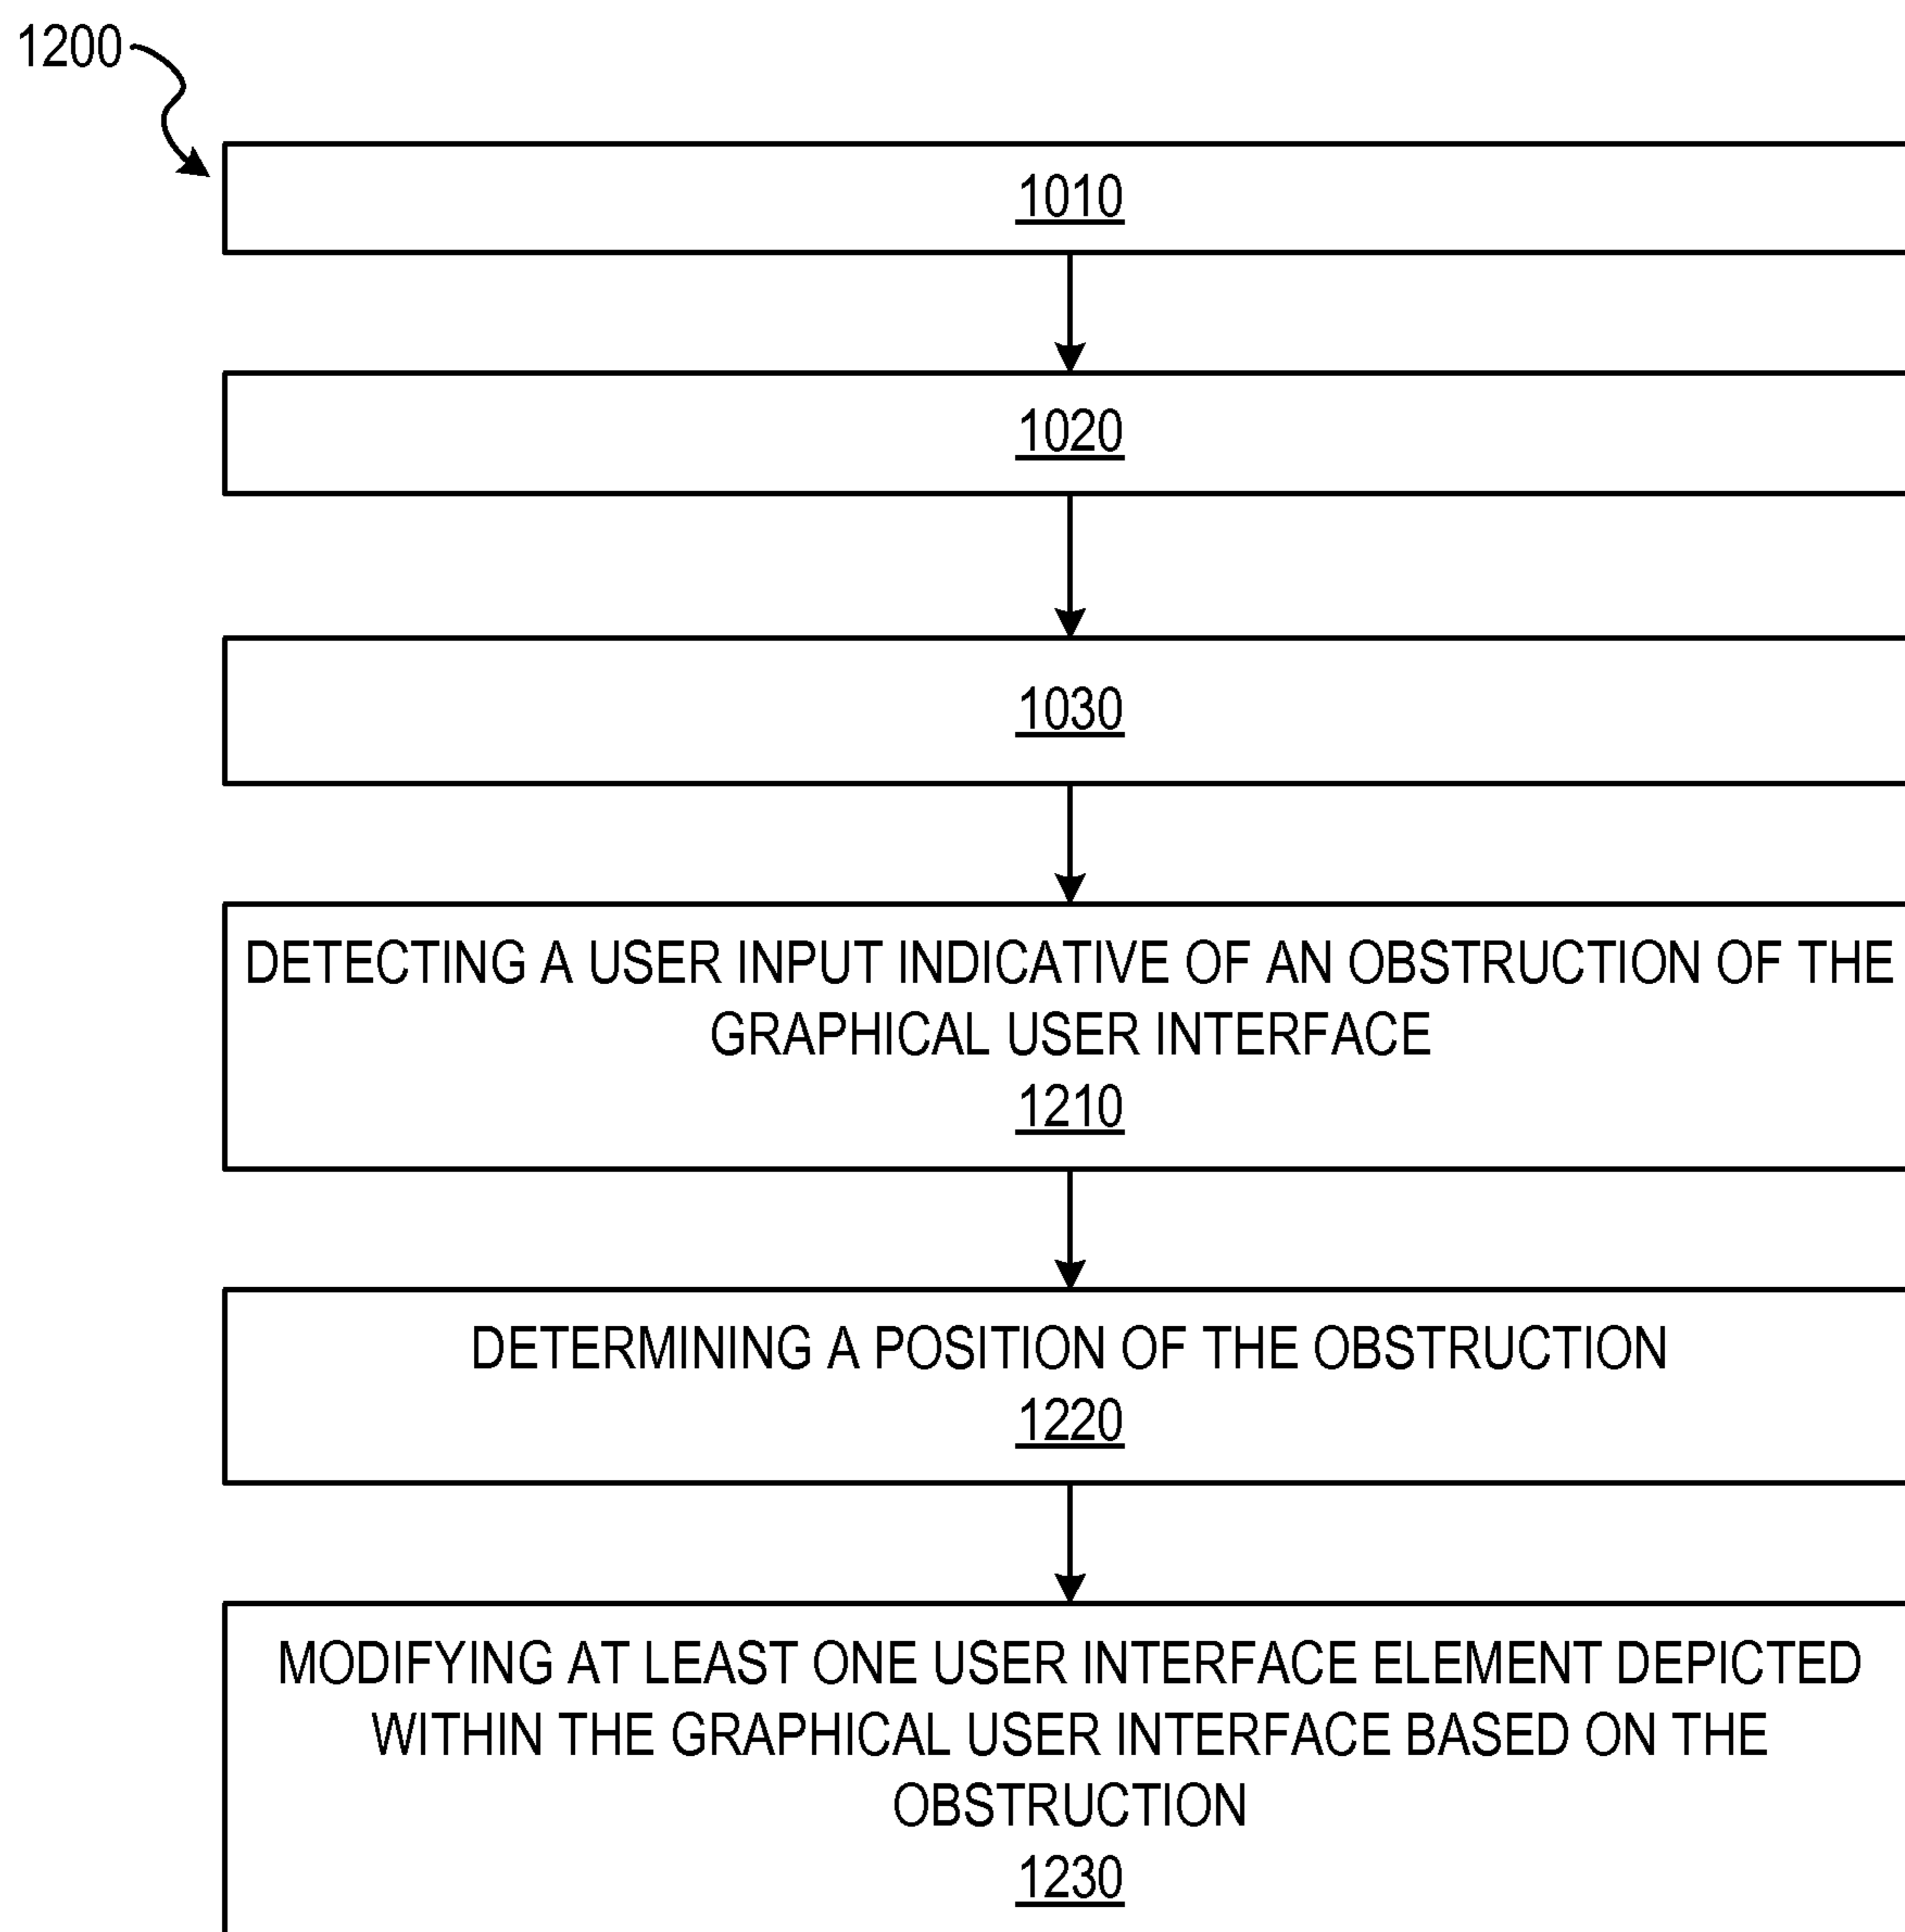 1200
1010
1020
1030
DETECTING A USER INPUT INDICATIVE OF AN OBSTRUCTION OF THE
GRAPHICAL USER INTERFACE
1210
DETERMINING A POSITION OF THE OBSTRUCTION
1220
MODIFYING AT LEAST ONE USER INTERFACE ELEMENT DEPICTED
WITHIN THE GRAPHICAL USER INTERFACE BASED ON THE
OBSTRUCTION
1230